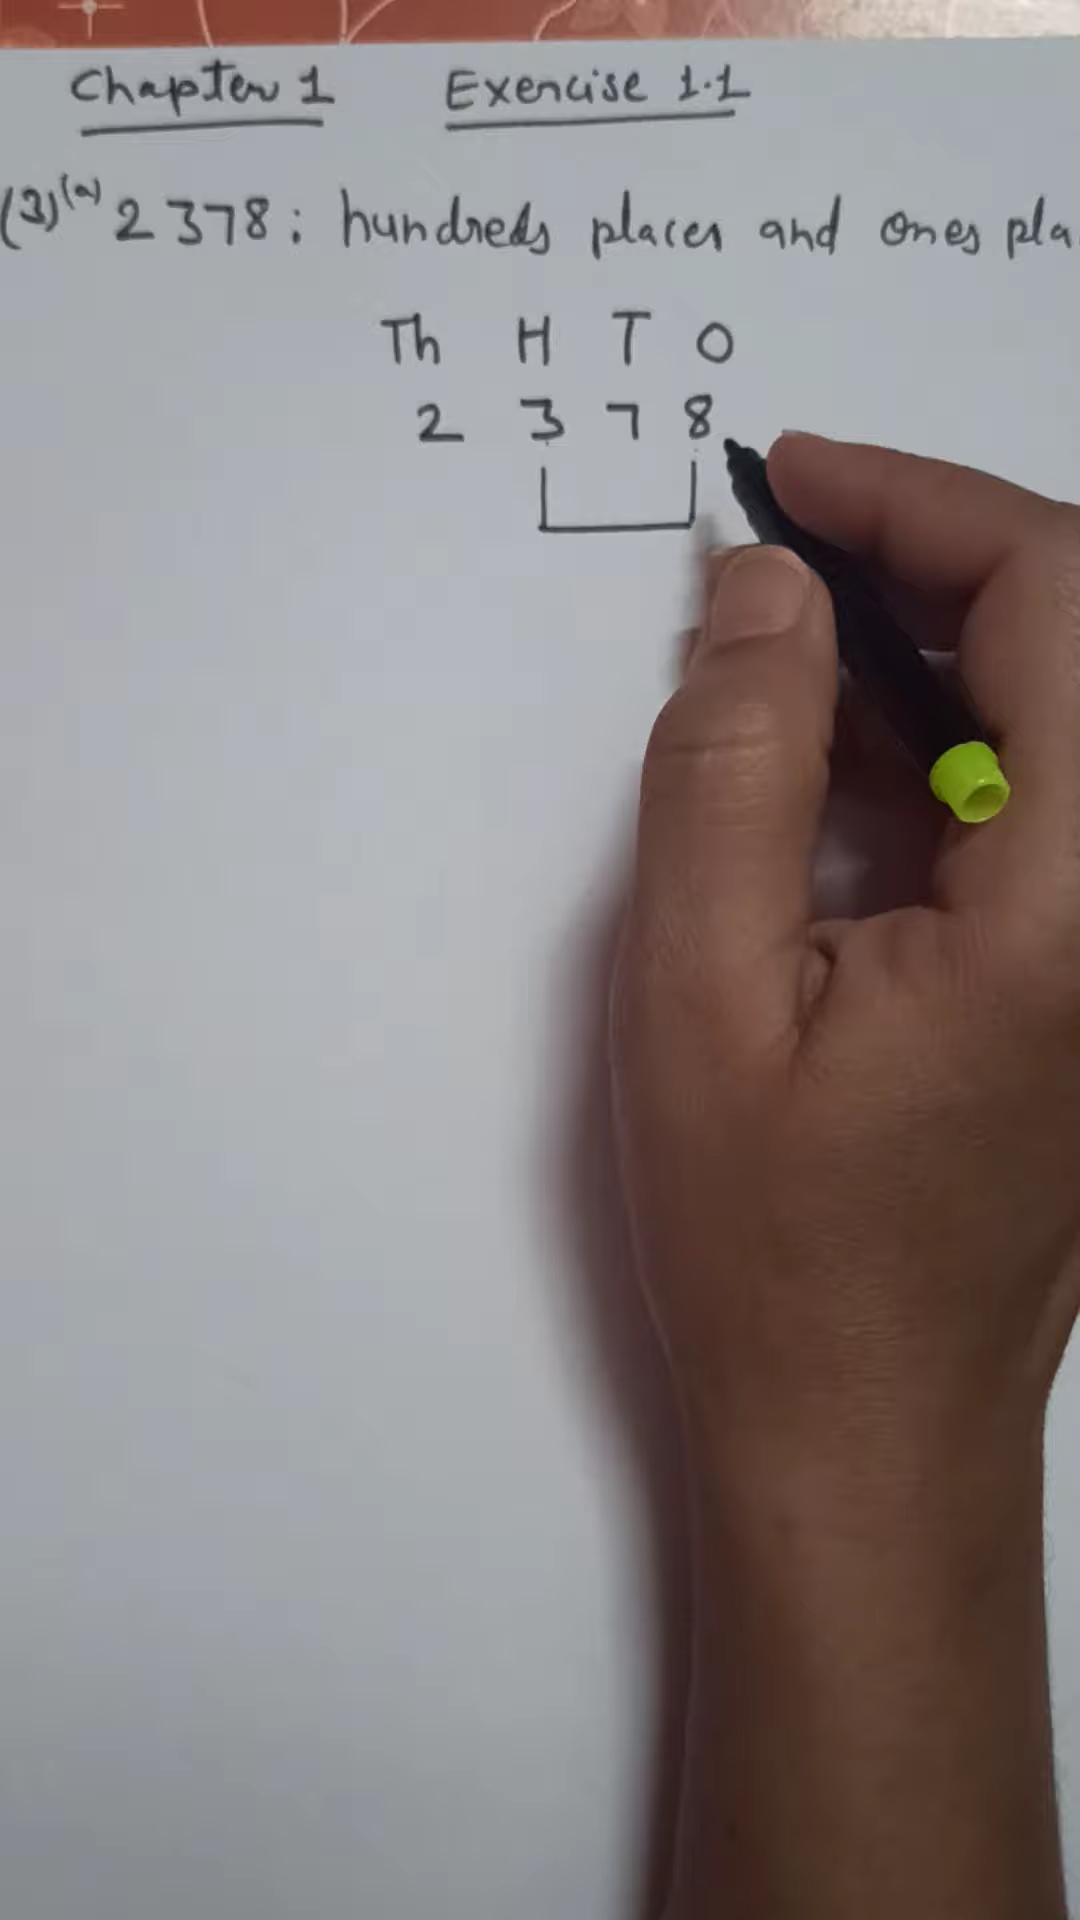 Chapter 1 Exercise 1.1
(3)(a) 2378: hundreds places and ones pla
Th H T O
2 3 7 8